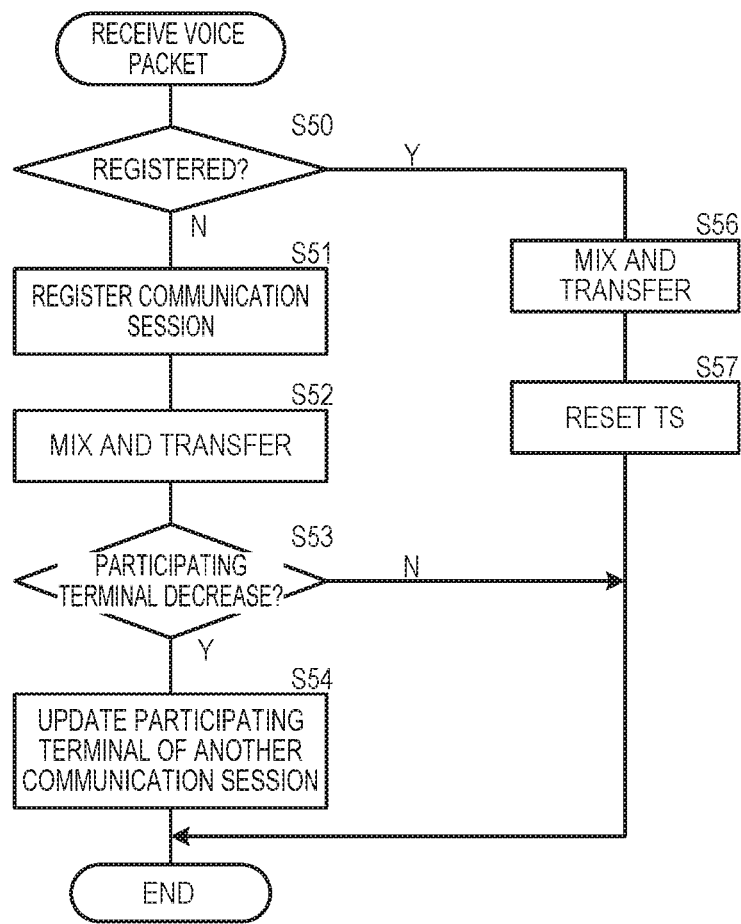 RECEIVE VOICE
PACKET
S50
REGISTERED?
Y
N
S51
REGISTER COMMUNICATION
SESSION
S52
MIX AND TRANSFER
S53
PARTICIPATING
TERMINAL DECREASE?
N
Y
S54
UPDATE PARTICIPATING
TERMINAL OF ANOTHER
COMMUNICATION SESSION
S56
MIX AND
TRANSFER
S57
RESET TS
END